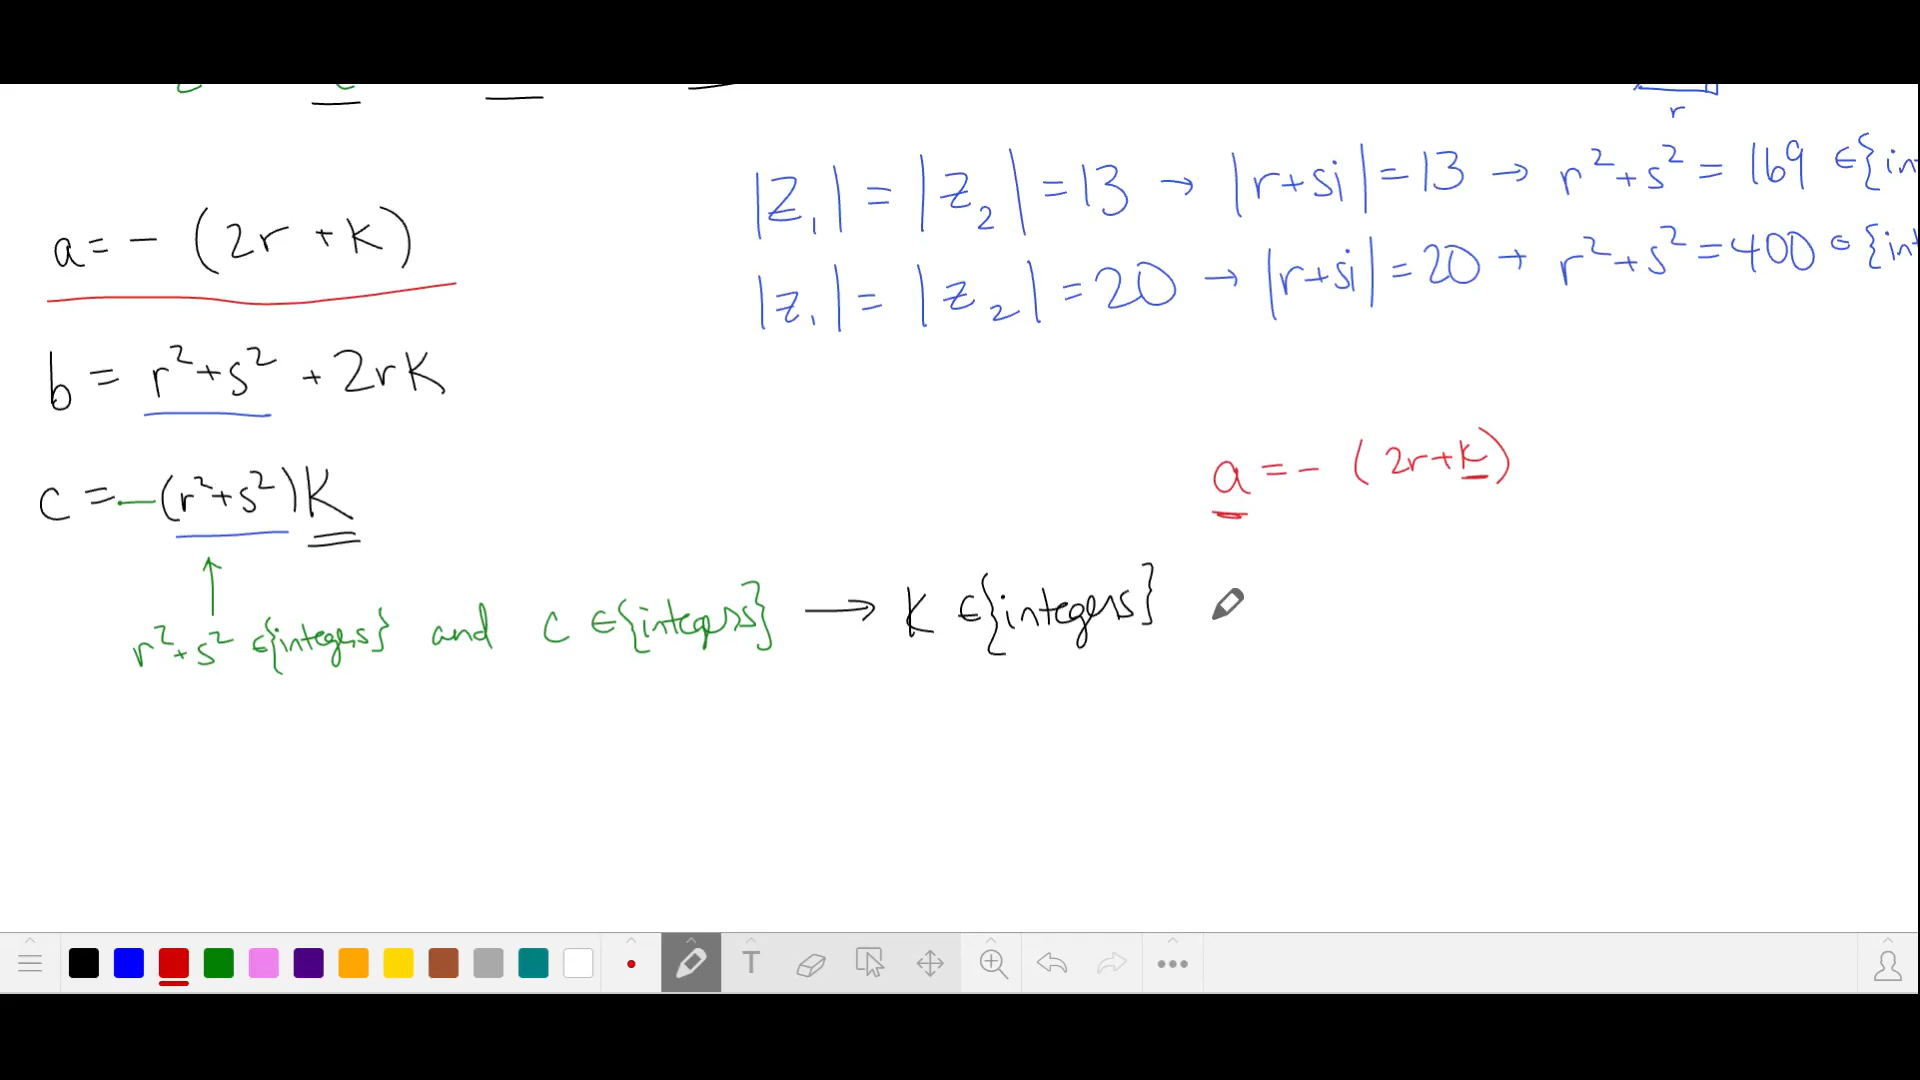 r
|z₁| = |z₂| = 13 → |r+si| = 13 → r²+s² = 169 ∈{in
a = - (2r + k)
|z₁| = |z₂| = 20 → |r+si| = 20 → r²+s² = 400 ∈ {int
b = r²+s² + 2rK
a = - (2r+k)
c = -(r²+s²)K
r²+s² ∈{integers} and c ∈{integers} → K ∈{integers}
T